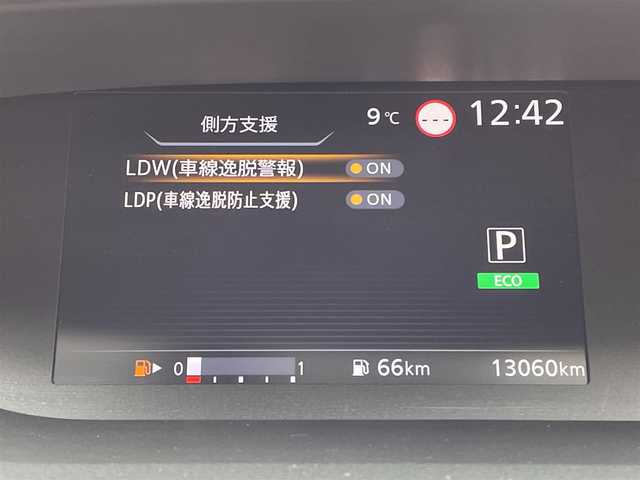 側方支援
9℃ --- 12:42
LDW(車線逸脱警報) ON
LDP(車線逸脱防止支援) ON
P
ECO
0 1 66km 13060km